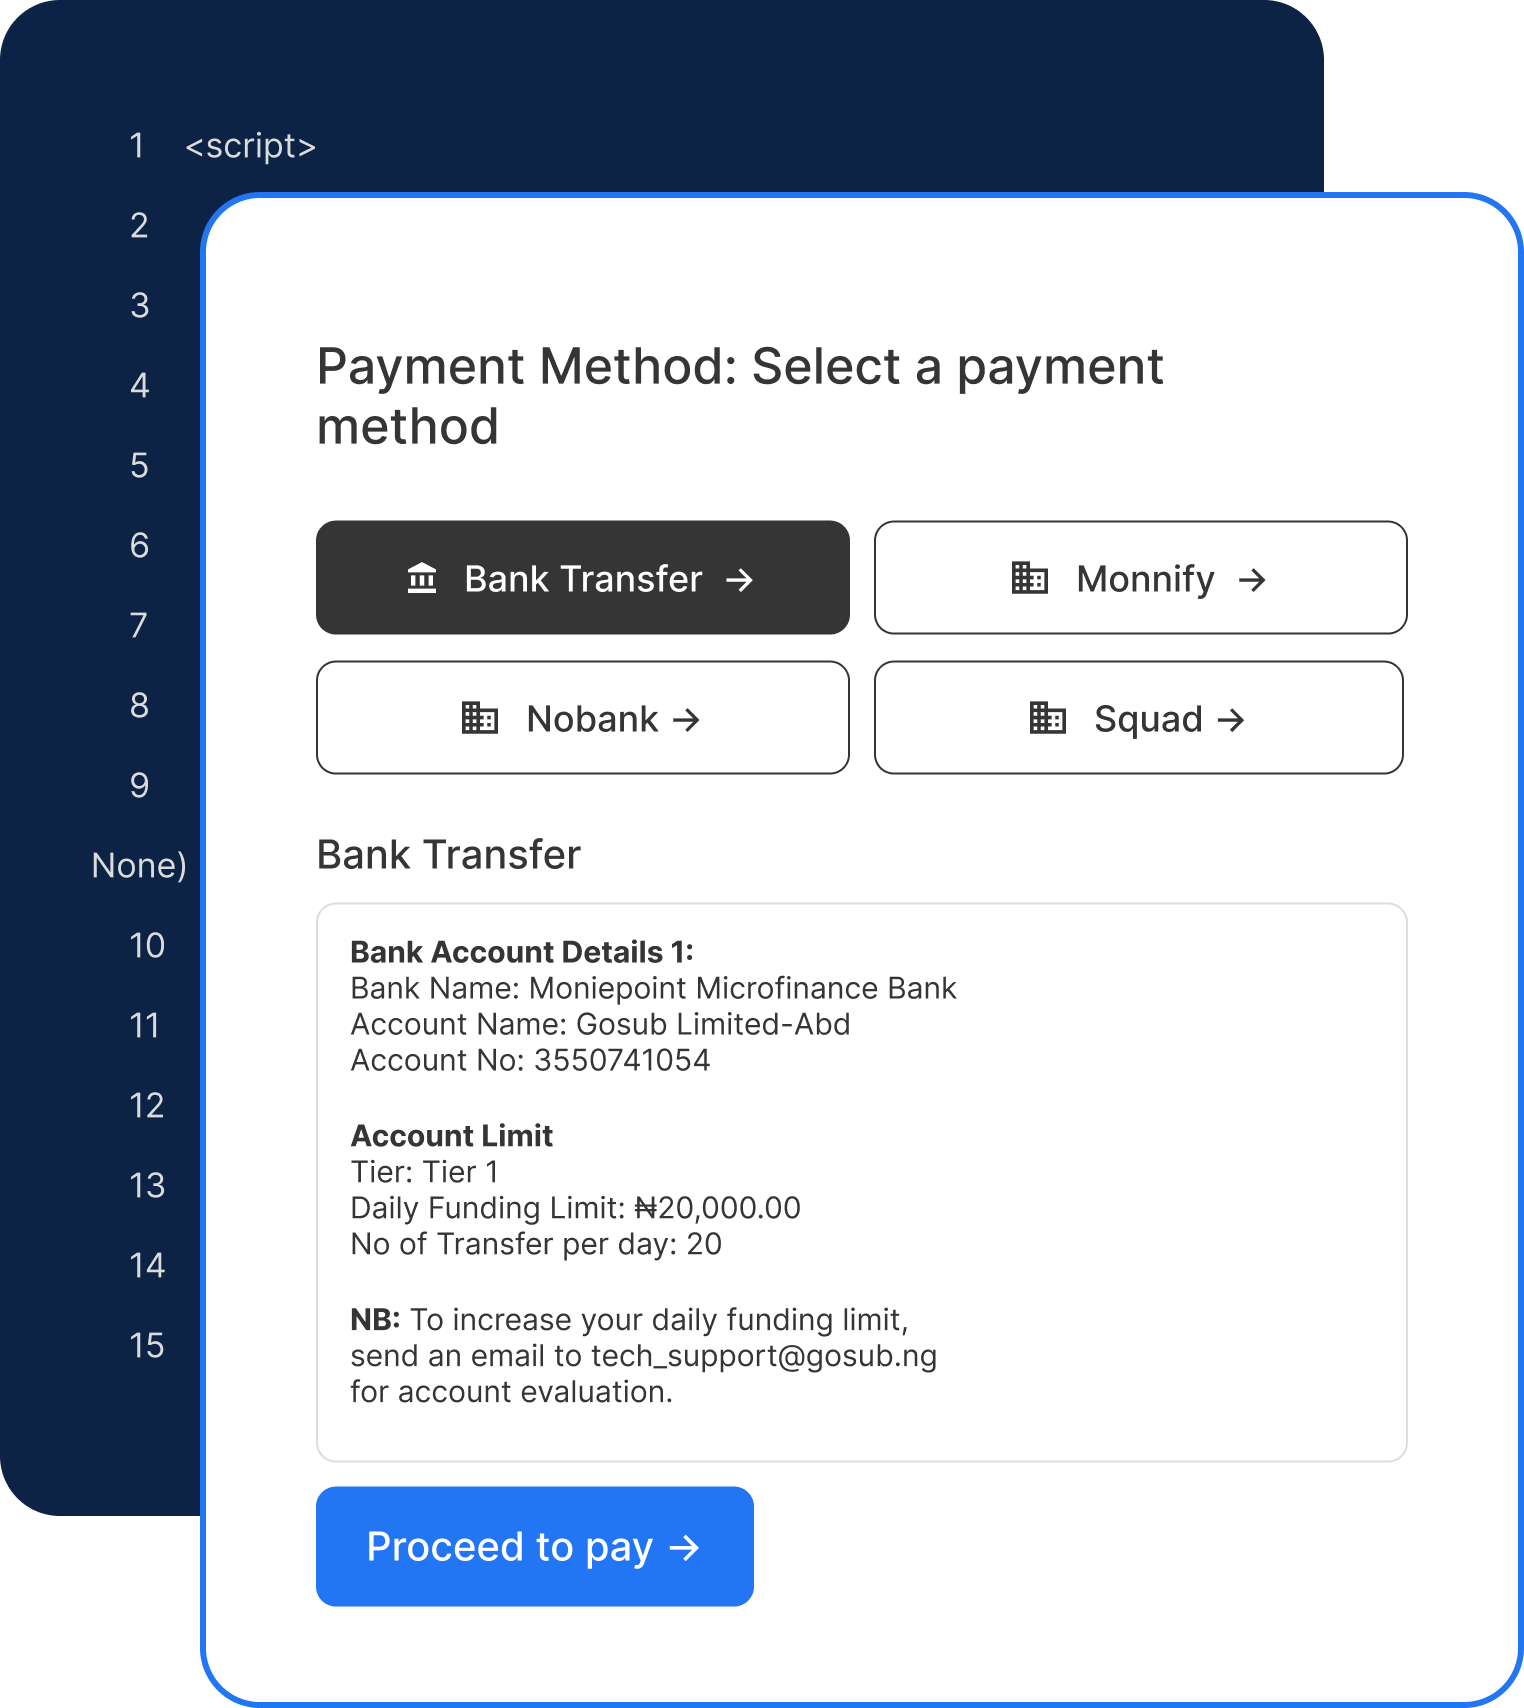 1 <script>
2
3
4
5
6
7
8
9
None)
10
11
12
13
14
15
Payment Method: Select a payment
method
Bank Transfer →
Monnify →
Nobank →
Squad →
Bank Transfer
Bank Account Details 1:
Bank Name: Moniepoint Microfinance Bank
Account Name: Gosub Limited-Abd
Account No: 3550741054
Account Limit
Tier: Tier 1
Daily Funding Limit: ₦20,000.00
No of Transfer per day: 20
NB: To increase your daily funding limit,
send an email to tech_support@gosub.ng
for account evaluation.
Proceed to pay →